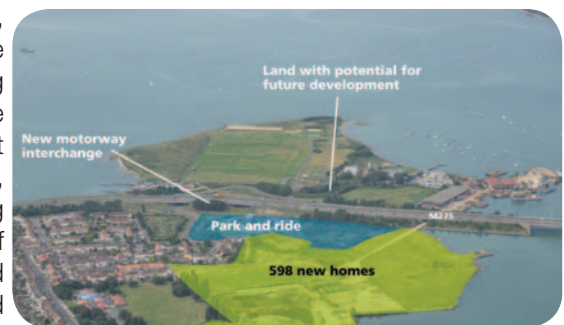 Land with potential for
future development
New motorway
interchange
M275
Park and ride
598 new homes